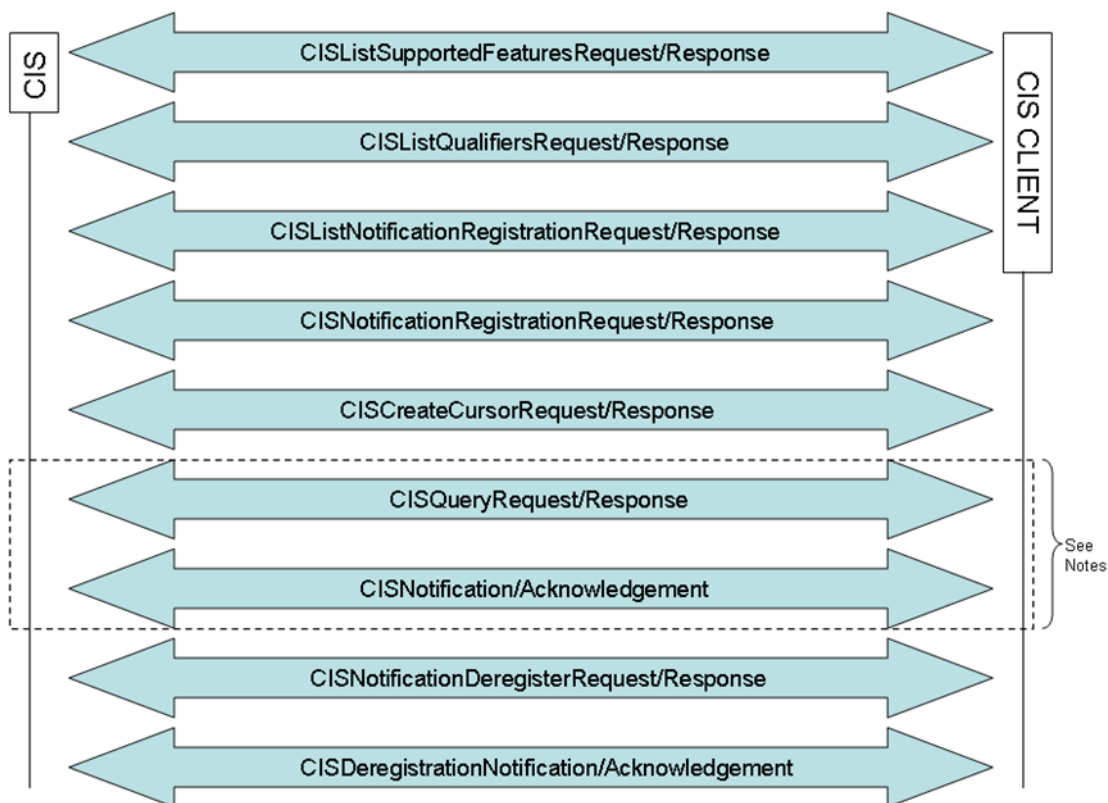 CIS
CIS CLIENT
CISListSupportedFeaturesRequest/Response
CISListQualifiersRequest/Response
CISListNotificationRegistrationRequest/Response
CISNotificationRegistrationRequest/Response
CISCreateCursorRequest/Response
CISQueryRequest/Response
CISNotification/Acknowledgement
See
Notes
CISNotificationDeregisterRequest/Response
CISDeregistrationNotification/Acknowledgement